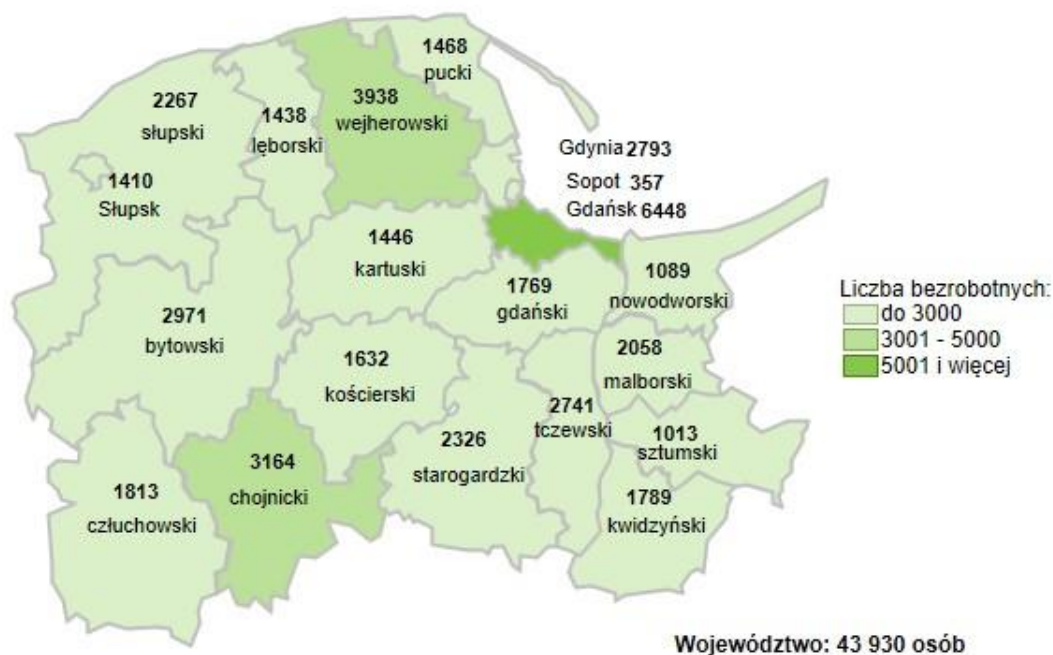 1468
pucki
2267
słupski
1438
lęborski
3938
wejherowski
Gdynia 2793
Sopot 357
Gdańsk 6448
1410
Słupsk
1446
kartuski
1769
gdański
1089
nowodworski
2971
bytowski
1632
kościerski
2058
malborski
2741
tczewski
2326
starogardzki
1013
sztumski
3164
chojnicki
1813
człuchowski
1789
kwidzyński
Liczba bezrobotnych:
do 3000
3001 - 5000
5001 i więcej
Województwo: 43 930 osób